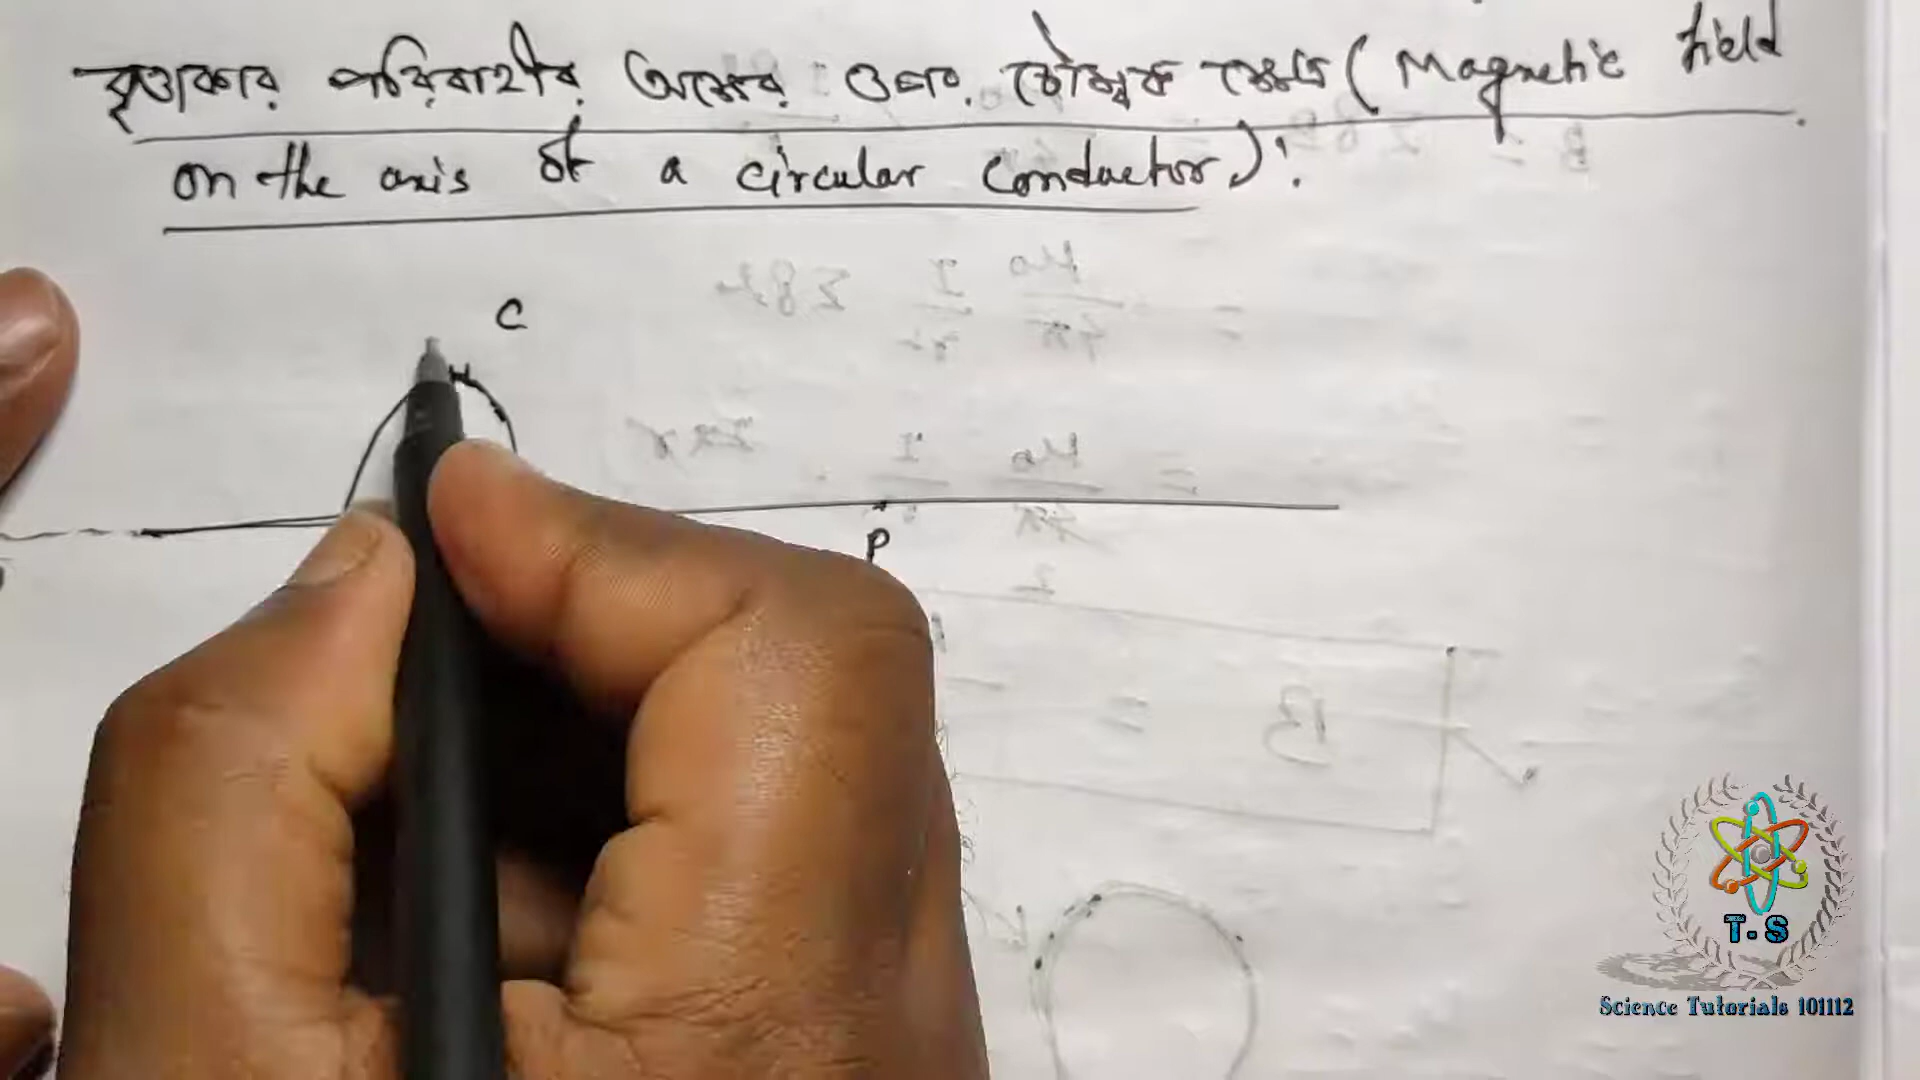 বৃত্তাকার পরিবাহীর অক্ষের ওপর চৌম্বক ক্ষেত্র ( Magnetic field
on the axis of a circular conductor ) :
C
P
T.S
Science Tutorials 101112